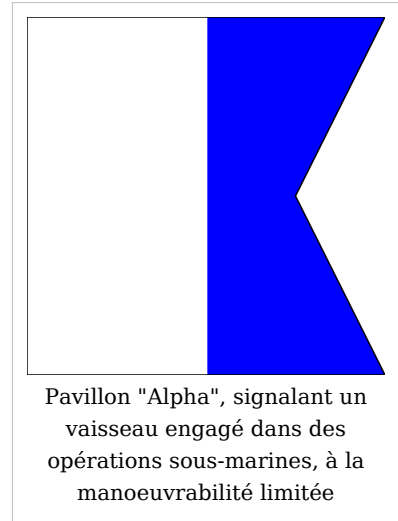 Pavillon "Alpha", signalant un
vaisseau engagé dans des
opérations sous-marines, à la
manoeuvrabilité limitée